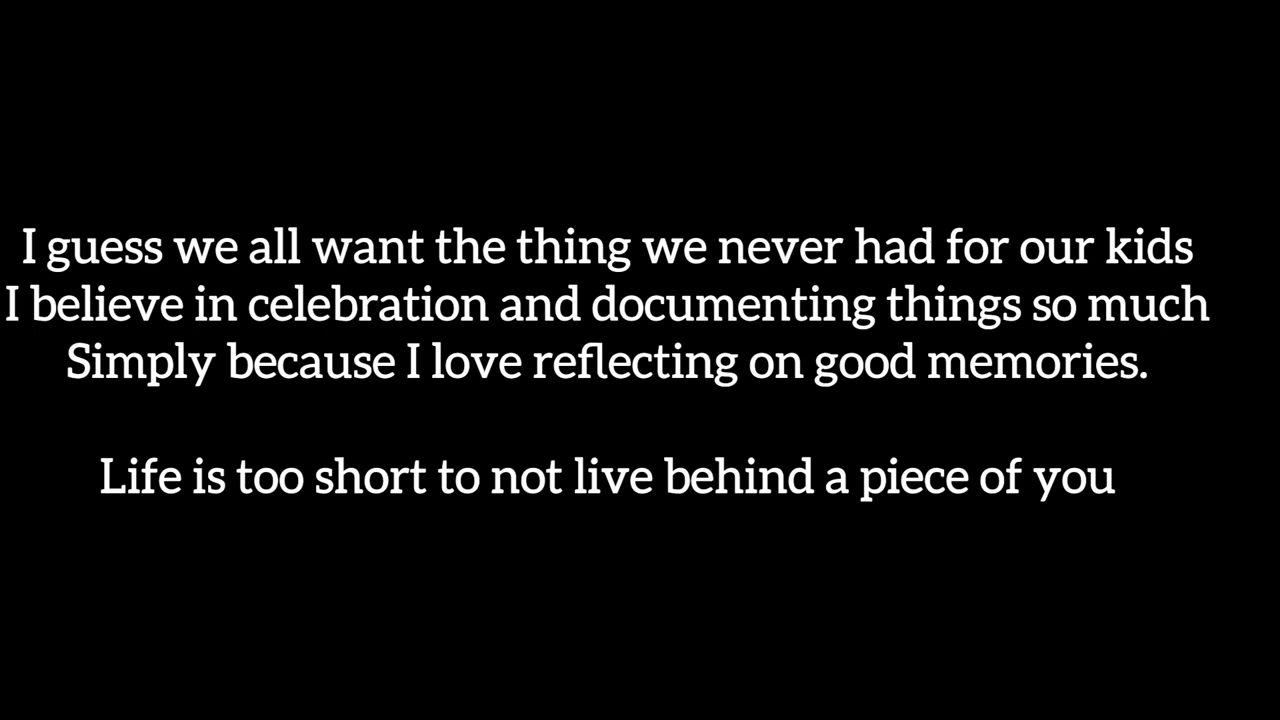 I guess we all want the thing we never had for our kids
I believe in celebration and documenting things so much
Simply because I love reflecting on good memories.
Life is too short to not live behind a piece of you